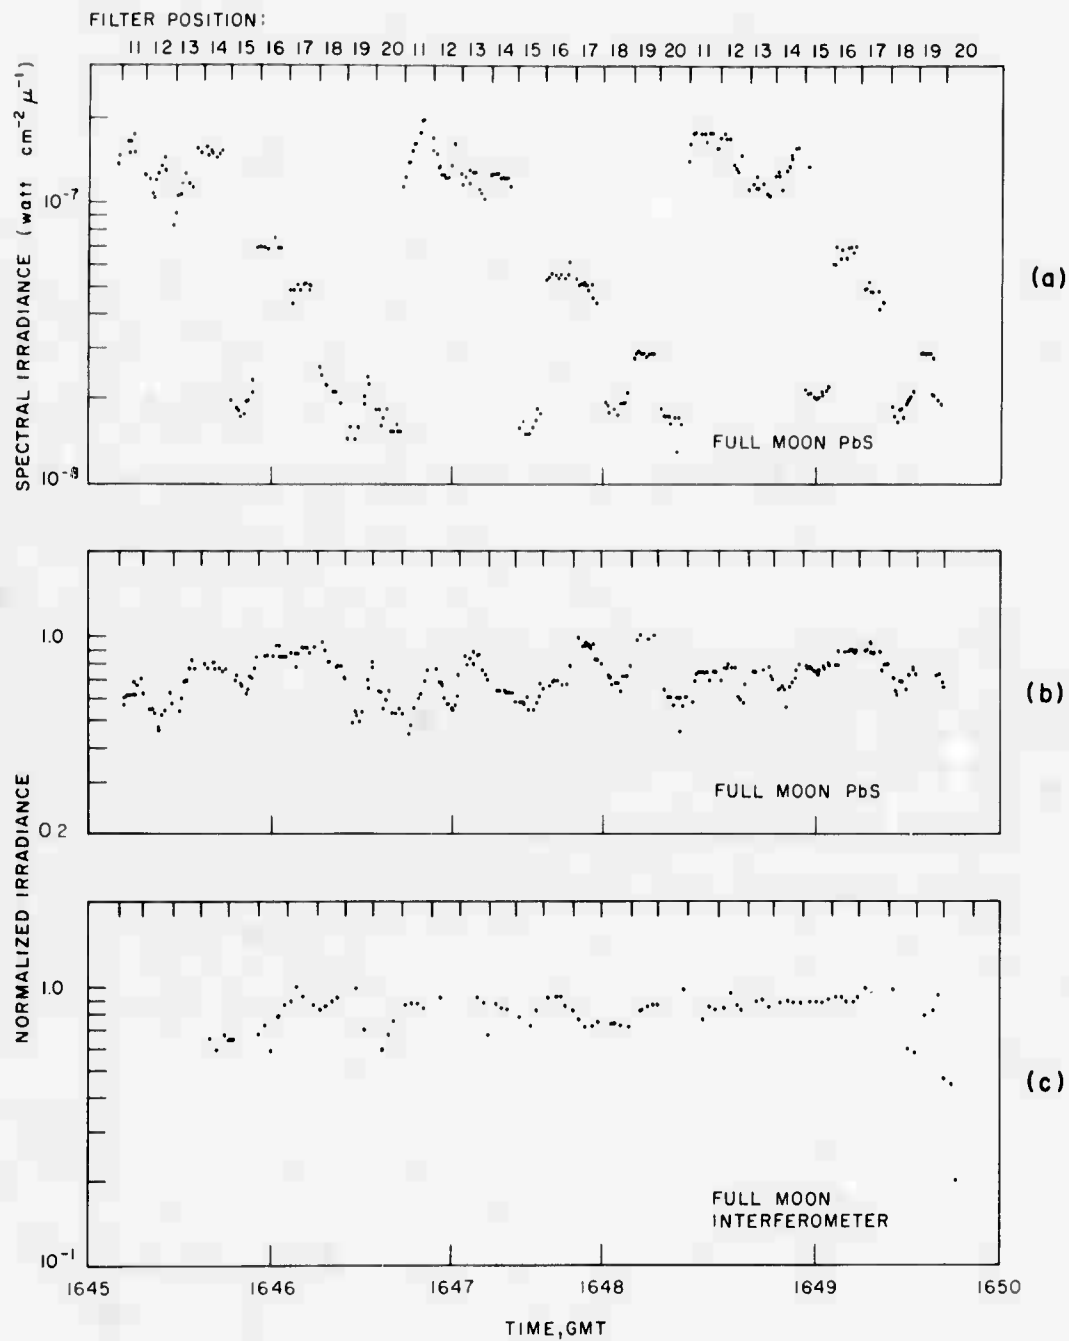 FILTER POSITION:
11 12 13 14 15 16 17 18 19 20 11 12 13 14 15 16 17 18 19 20 11 12 13 14 15 16 17 18 19 20
SPECTRAL IRRADIANCE (watt cm⁻² μ⁻¹)
10⁻⁷
10⁻⁸
FULL MOON PbS
(a)
NORMALIZED IRRADIANCE
1.0
0.2
FULL MOON PbS
(b)
1.0
10⁻¹
FULL MOON
INTERFEROMETER
(c)
1645 1646 1647 1648 1649 1650
TIME, GMT